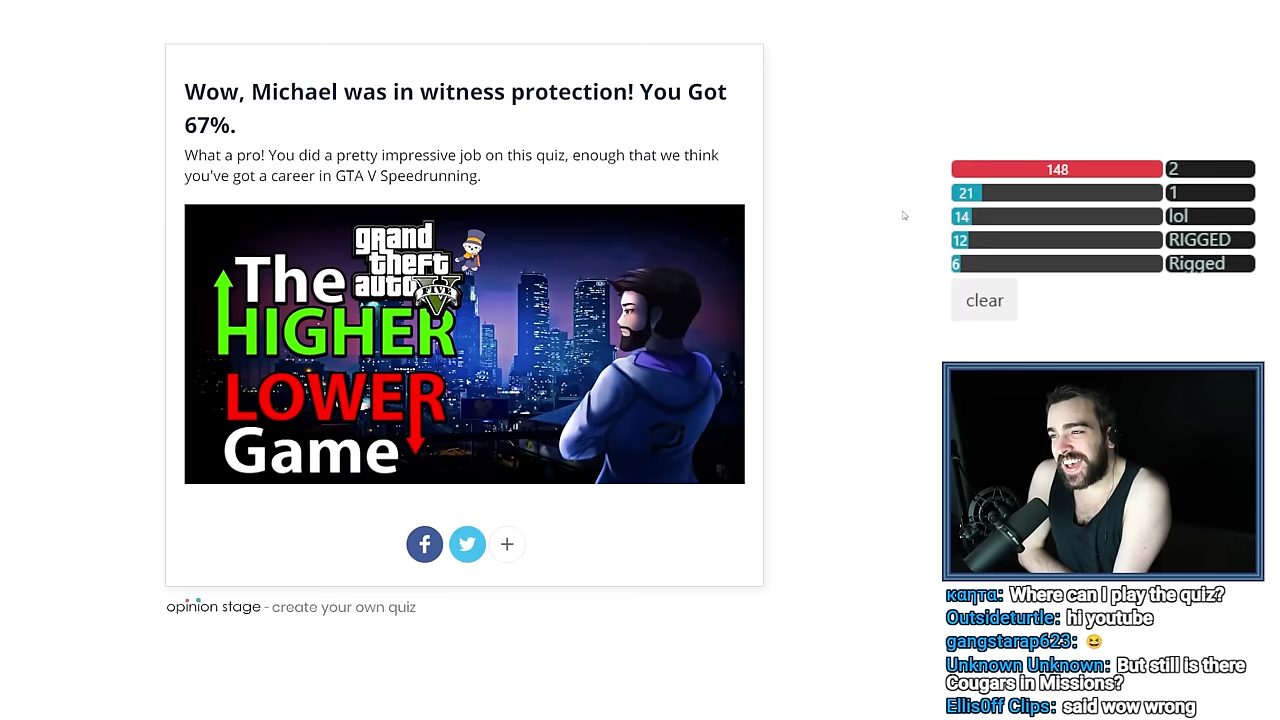 Wow, Michael was in witness protection! You Got
67%.
What a pro! You did a pretty impressive job on this quiz, enough that we think
you've got a career in GTA V Speedrunning.
grand
theft
auto
V
FIVE
The
HIGHER
LOWER
Game
f
+
opinion stage - create your own quiz
148 2
21 1
14 lol
12 RIGGED
6 Rigged
clear
καητα: Where can I play the quiz?
Outsideturtle: hi youtube
gangstarap623: 😆
Unknown Unknown: But still is there
Cougars in Missions?
Ellis0ff Clips: said wow wrong